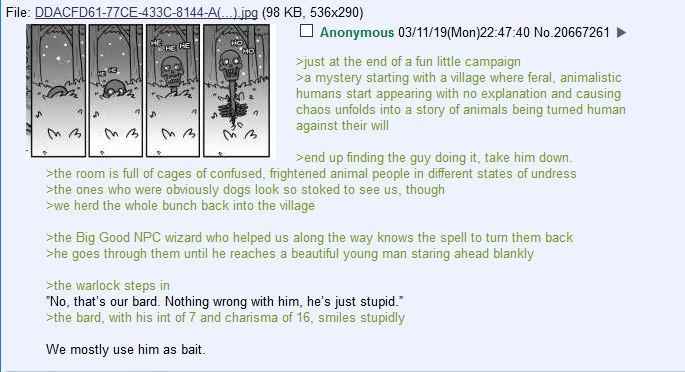 File: DDACFD61-77CE-433C-8144-A(...).jpg (98 KB, 536x290)
Anonymous 03/11/19(Mon)22:47:40 No.20667261
HE HE HE
HO HO
HE HE
>just at the end of a fun little campaign
>a mystery starting with a village where feral, animalistic
humans start appearing with no explanation and causing
chaos unfolds into a story of animals being turned human
against their will
>end up finding the guy doing it, take him down.
>the room is full of cages of confused, frightened animal people in different states of undress
>the ones who were obviously dogs look so stoked to see us, though
>we herd the whole bunch back into the village
>the Big Good NPC wizard who helped us along the way knows the spell to turn them back
>he goes through them until he reaches a beautiful young man staring ahead blankly
>the warlock steps in
"No, that's our bard. Nothing wrong with him, he's just stupid."
>the bard, with his int of 7 and charisma of 16, smiles stupidly
We mostly use him as bait.